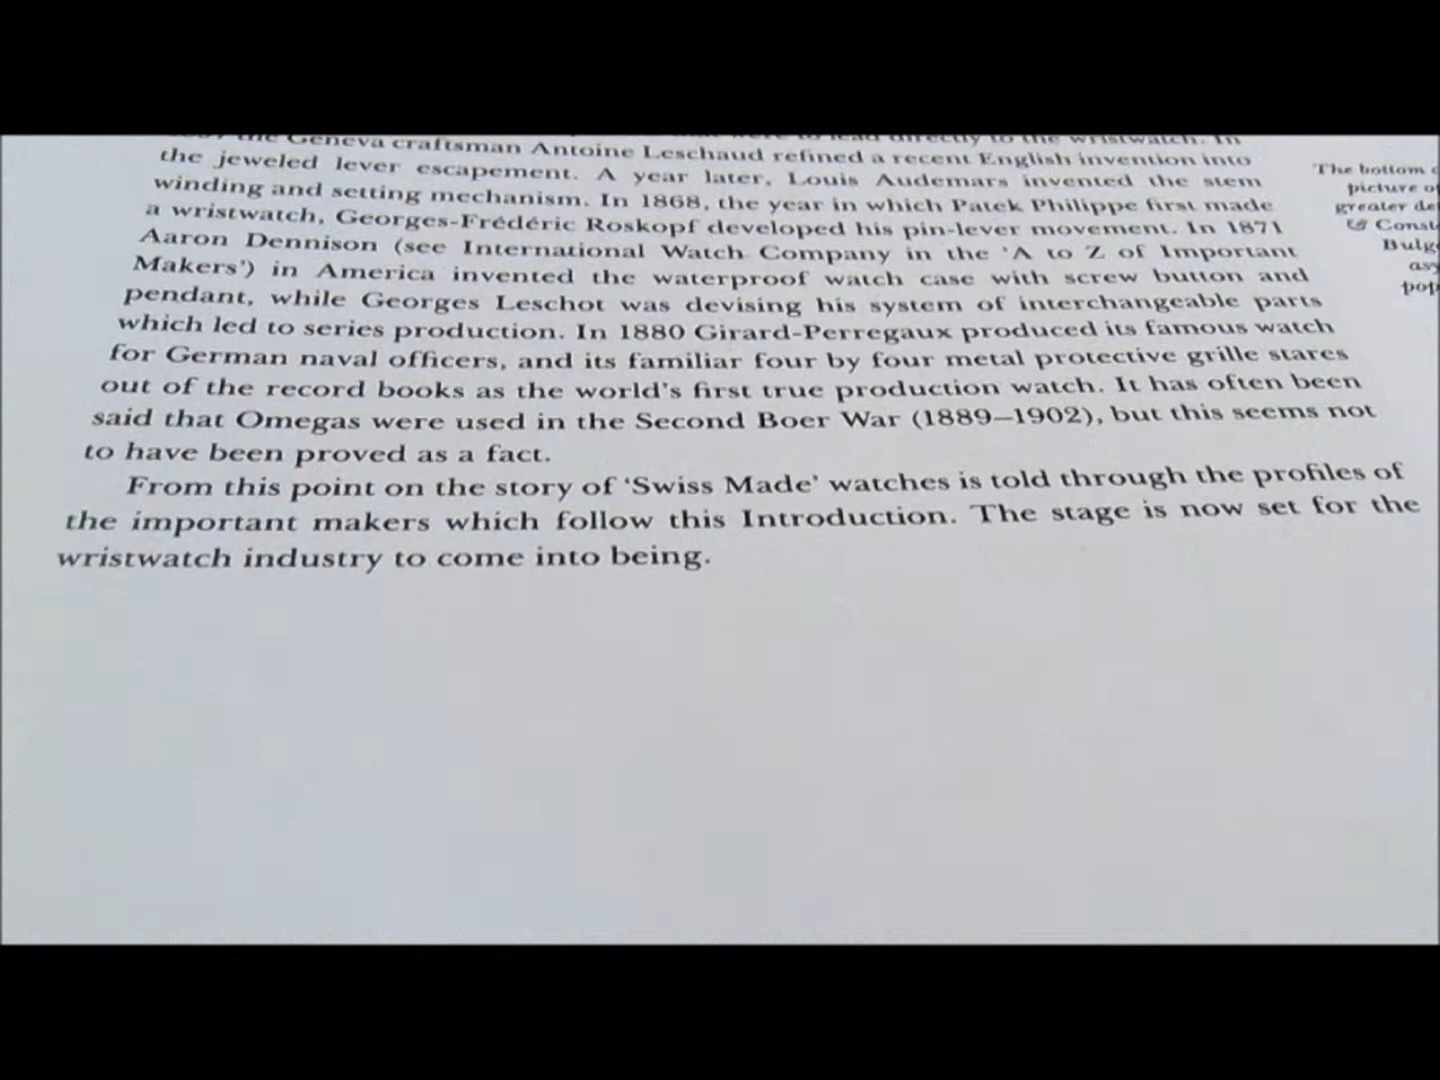 the Geneva craftsman Antoine Leschaud refined a recent English invention into
the jeweled lever escapement. A year later, Louis Audemars invented the stem
winding and setting mechanism. In 1868, the year in which Patek Philippe first made
a wristwatch, Georges-Frédéric Roskopf developed his pin-lever movement. In 1871
Aaron Dennison (see International Watch Company in the 'A to Z of Important
Makers') in America invented the waterproof watch case with screw button and
pendant, while Georges Leschot was devising his system of interchangeable parts
which led to series production. In 1880 Girard-Perregaux produced its famous watch
for German naval officers, and its familiar four by four metal protective grille stares
out of the record books as the world's first true production watch. It has often been
said that Omegas were used in the Second Boer War (1889–1902), but this seems not
to have been proved as a fact.
From this point on the story of 'Swiss Made' watches is told through the profiles of
the important makers which follow this Introduction. The stage is now set for the
wristwatch industry to come into being.
The bottom
picture
greater
&